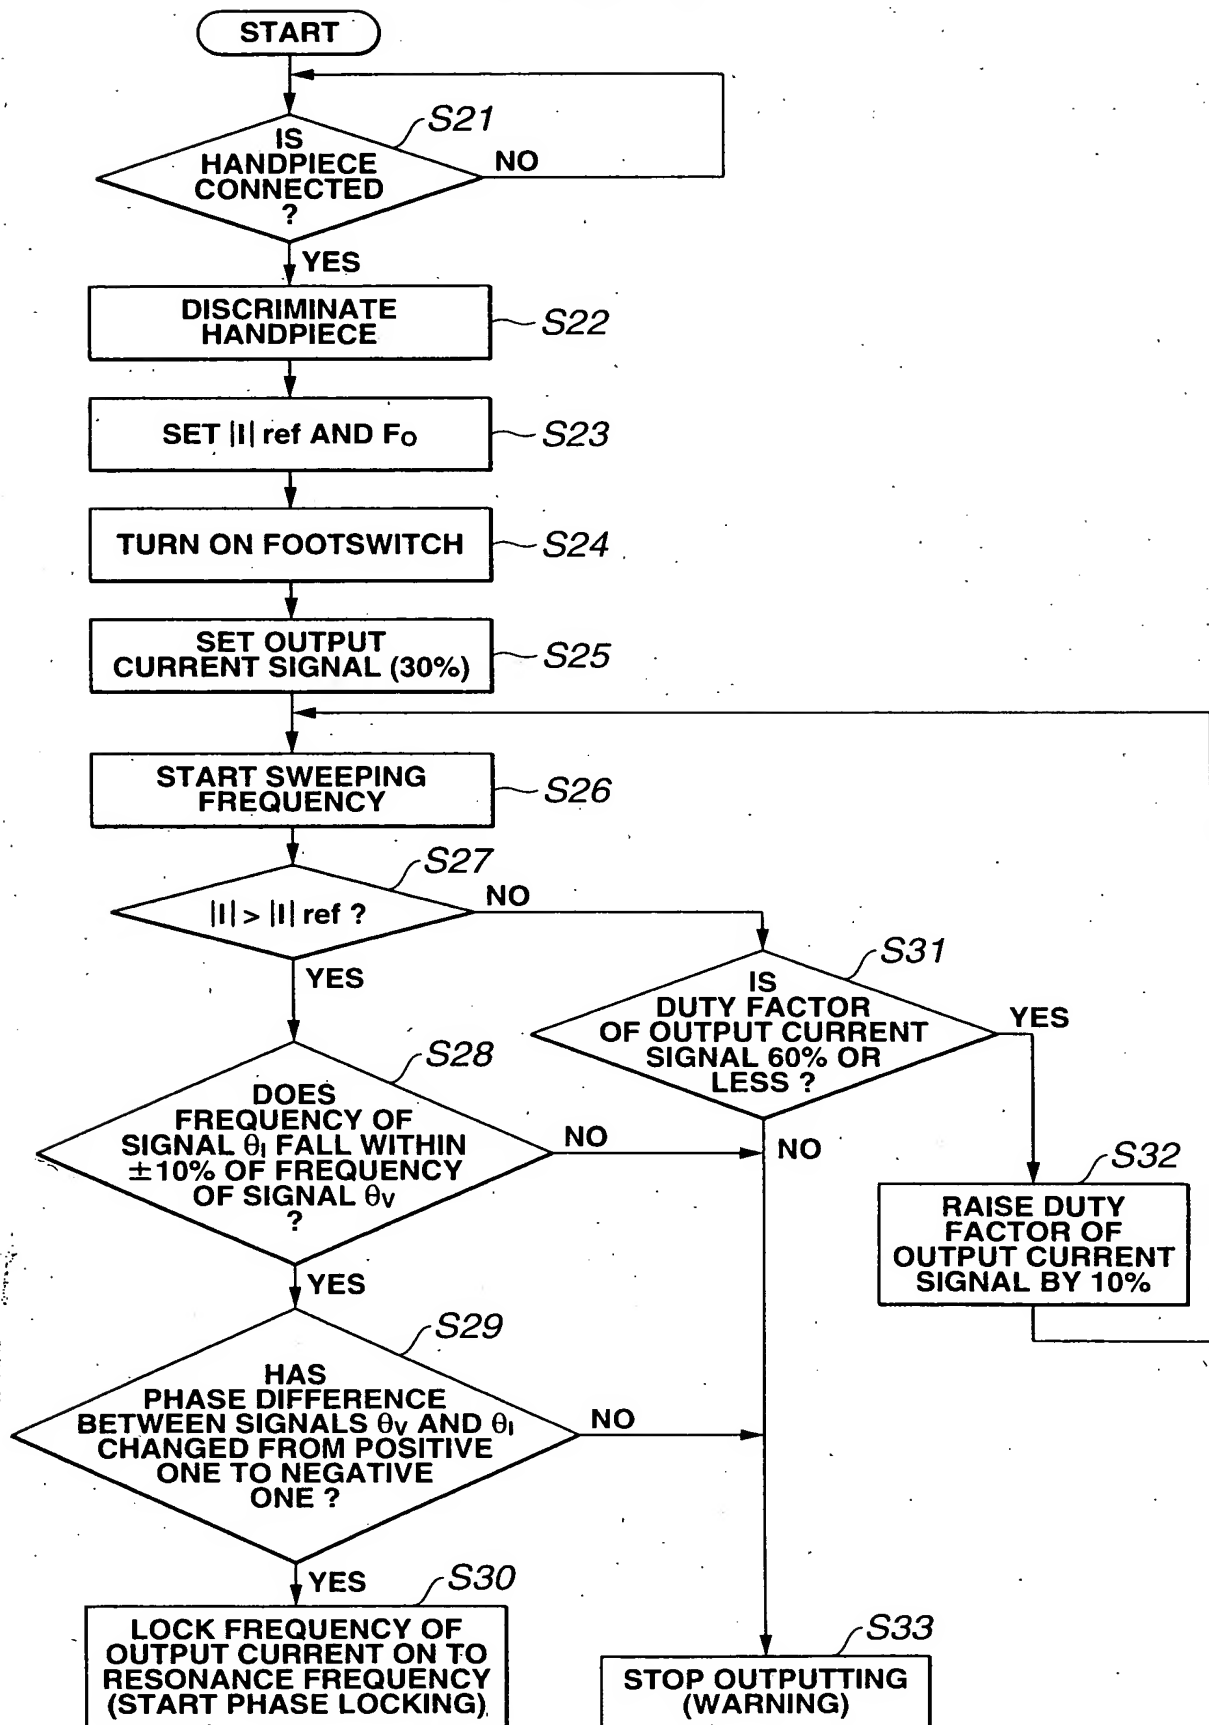 START
S21
IS
HANDPIECE
CONNECTED
?
NO
YES
DISCRIMINATE
HANDPIECE
S22
SET |I| ref AND Fo
S23
TURN ON FOOTSWITCH
S24
SET OUTPUT
CURRENT SIGNAL (30%)
S25
START SWEEPING
FREQUENCY
S26
S27
|I| > |I| ref ?
NO
YES
S31
IS
DUTY FACTOR
OF OUTPUT CURRENT
SIGNAL 60% OR
LESS ?
YES
NO
S28
DOES
FREQUENCY OF
SIGNAL θI FALL WITHIN
±10% OF FREQUENCY
OF SIGNAL θV
?
NO
YES
S32
RAISE DUTY
FACTOR OF
OUTPUT CURRENT
SIGNAL BY 10%
S29
HAS
PHASE DIFFERENCE
BETWEEN SIGNALS θV AND θI
CHANGED FROM POSITIVE
ONE TO NEGATIVE
ONE ?
NO
YES
S30
LOCK FREQUENCY OF
OUTPUT CURRENT ON TO
RESONANCE FREQUENCY
(START PHASE LOCKING)
S33
STOP OUTPUTTING
(WARNING)